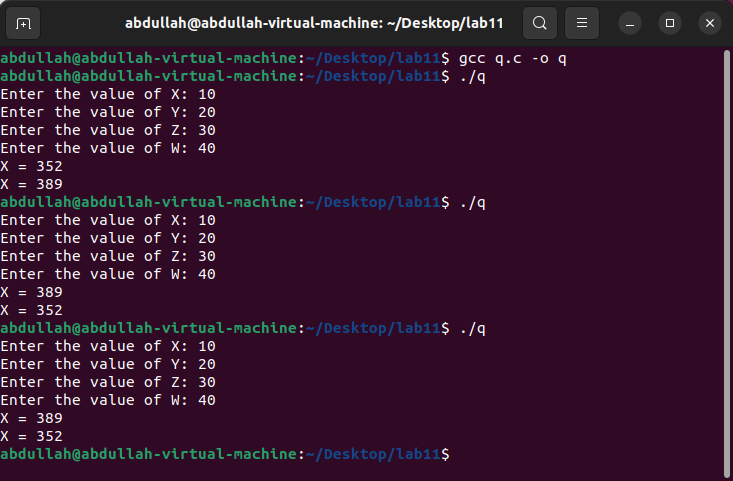 abdullah@abdullah-virtual-machine: ~/Desktop/lab11
abdullah@abdullah-virtual-machine:~/Desktop/lab11$ gcc q.c -o q
abdullah@abdullah-virtual-machine:~/Desktop/lab11$ ./q
Enter the value of X: 10
Enter the value of Y: 20
Enter the value of Z: 30
Enter the value of W: 40
X = 352
X = 389
abdullah@abdullah-virtual-machine:~/Desktop/lab11$ ./q
Enter the value of X: 10
Enter the value of Y: 20
Enter the value of Z: 30
Enter the value of W: 40
X = 389
X = 352
abdullah@abdullah-virtual-machine:~/Desktop/lab11$ ./q
Enter the value of X: 10
Enter the value of Y: 20
Enter the value of Z: 30
Enter the value of W: 40
X = 389
X = 352
abdullah@abdullah-virtual-machine:~/Desktop/lab11$